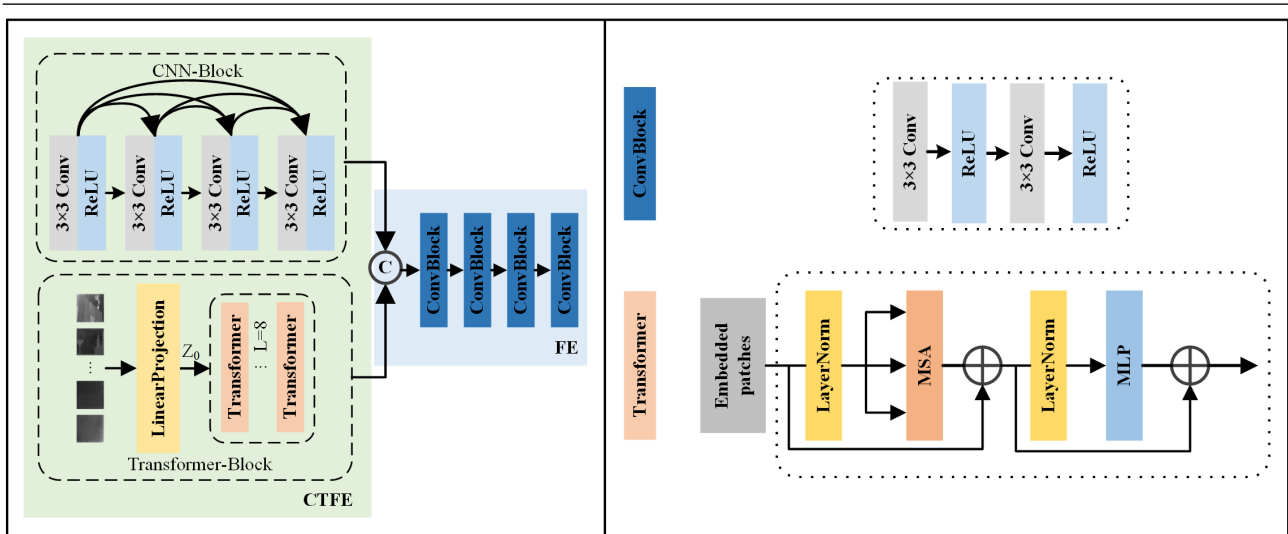 CNN-Block
3×3 Conv
ReLU
3×3 Conv
ReLU
3×3 Conv
ReLU
3×3 Conv
ReLU
C
ConvBlock
ConvBlock
ConvBlock
ConvBlock
FE
...
LinearProjection
Z0
Transformer
... L=8
Transformer
Transformer-Block
CTFE
ConvBlock
3×3 Conv
ReLU
3×3 Conv
ReLU
Transformer
Embedded
patches
LayerNorm
MSA
LayerNorm
MLP